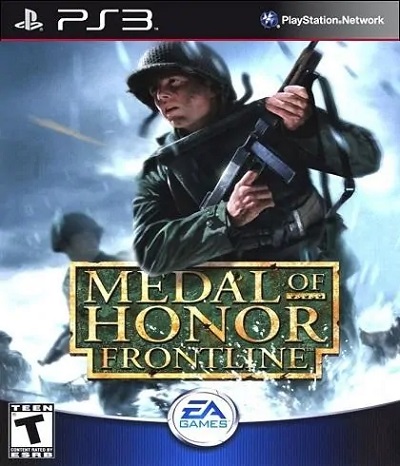 PS3
PlayStation®Network
MEDAL OF
HONOR
FRONTLINE
EA
GAMES
TEEN
T
CONTENT RATED BY
ESRB